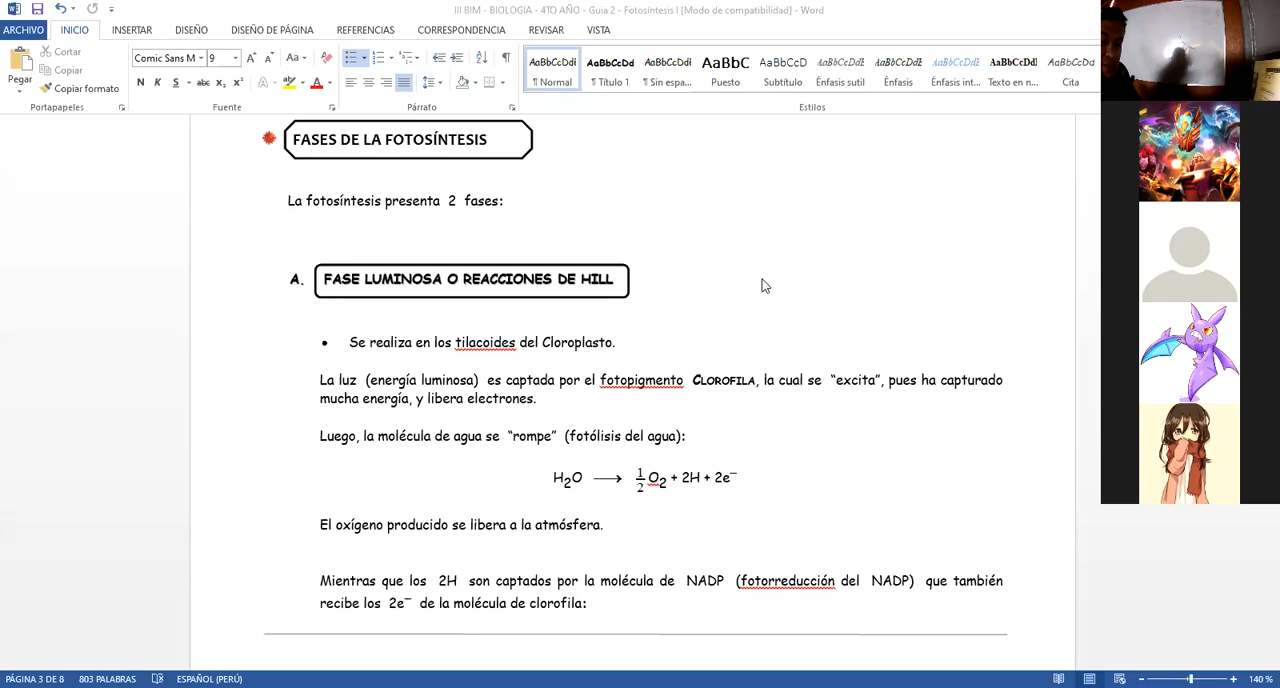 III BIM - BIOLOGIA - 4TO AÑO - Guia 2 - Fotosíntesis I [Modo de compatibilidad] - Word
ARCHIVO INICIO INSERTAR DISEÑO DISEÑO DE PÁGINA REFERENCIAS CORRESPONDENCIA REVISAR VISTA
Pegar
Cortar
Copiar
Copiar formato
Portapapeles
Comic Sans M 9
N K S abc x₂ x²
Fuente
Párrafo
AaBbCcDdI AaBbCcDd AaBbCcDdI AaBbC AaBbCcD AaBbCcDdE AaBbCcDdE AaBbCcDdE AaBbCcDdI AaBbCcDdE
¶ Normal ¶ Título 1 ¶ Sin espa... Puesto Subtítulo Énfasis sutil Énfasis Énfasis int... Texto en n... Cita
Estilos
FASES DE LA FOTOSÍNTESIS
La fotosíntesis presenta 2 fases:
A. FASE LUMINOSA O REACCIONES DE HILL
• Se realiza en los tilacoides del Cloroplasto.
La luz (energía luminosa) es captada por el fotopigmento CLOROFILA, la cual se “excita”, pues ha capturado
mucha energía, y libera electrones.
Luego, la molécula de agua se “rompe” (fotólisis del agua):
H₂O ⟶ 1/2 O₂ + 2H + 2e⁻
El oxígeno producido se libera a la atmósfera.
Mientras que los 2H son captados por la molécula de NADP (fotorreducción del NADP) que también
recibe los 2e⁻ de la molécula de clorofila:
PÁGINA 3 DE 8 803 PALABRAS ESPAÑOL (PERÚ) 140 %